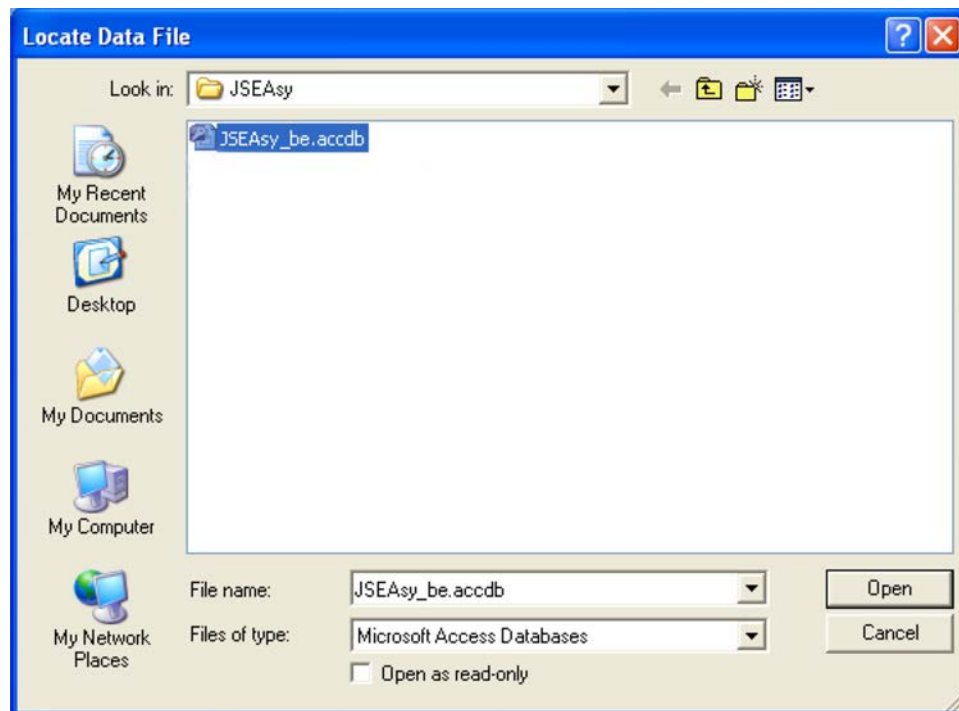 Locate Data File
Look in:
JSEAsy
JSEAsy_be.accdb
My Recent
Documents
Desktop
My Documents
My Computer
My Network
Places
File name:
JSEAsy_be.accdb
Open
Files of type:
Microsoft Access Databases
Cancel
Open as read-only